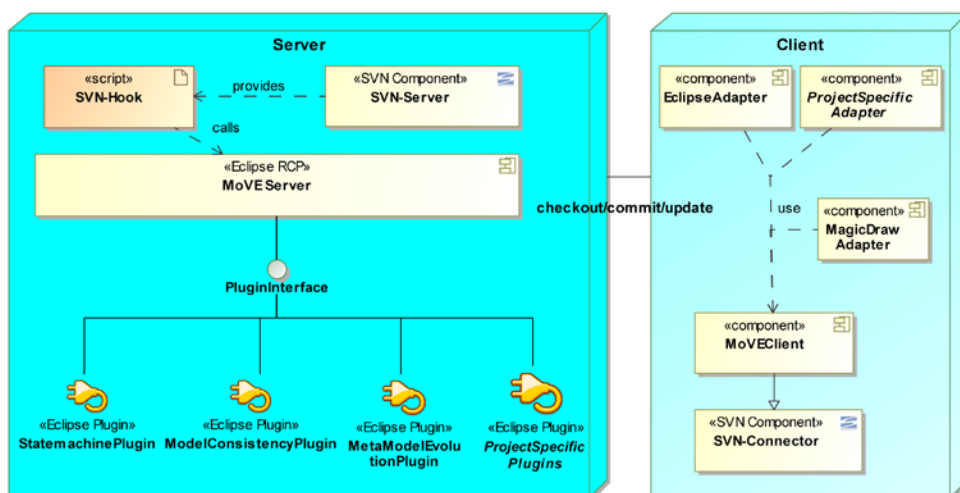 Server
«script»
SVN-Hook
provides
«SVN Component»
SVN-Server
calls
«Eclipse RCP»
MoVEServer
PluginInterface
«Eclipse Plugin»
StatemachinePlugin
«Eclipse Plugin»
ModelConsistencyPlugin
«Eclipse Plugin»
MetaModelEvolu
tionPlugin
«Eclipse Plugin»
ProjectSpecific
Plugins
checkout/commit/update
Client
«component»
EclipseAdapter
«component»
ProjectSpecific
Adapter
use
«component»
MagicDraw
Adapter
«component»
MoVEClient
«SVN Component»
SVN-Connector